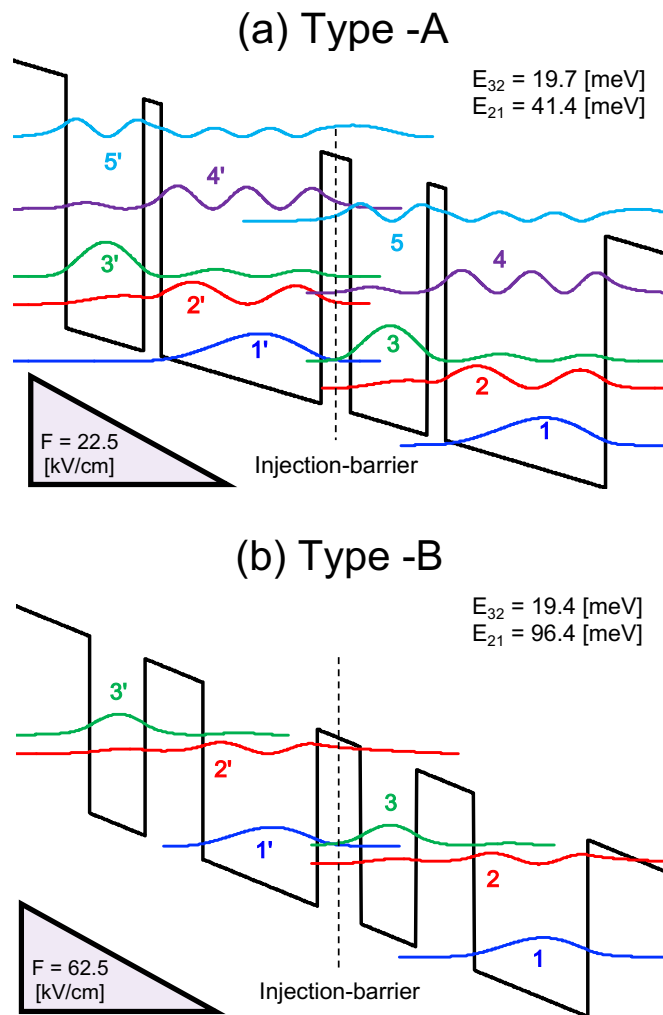 (a) Type -A
E32 = 19.7 [meV]
E21 = 41.4 [meV]
5'
4'
5
3'
4
2'
1'
3
2
1
F = 22.5
[kV/cm]
Injection-barrier
(b) Type -B
E32 = 19.4 [meV]
E21 = 96.4 [meV]
3'
2'
3
1'
2
1
F = 62.5
[kV/cm]
Injection-barrier